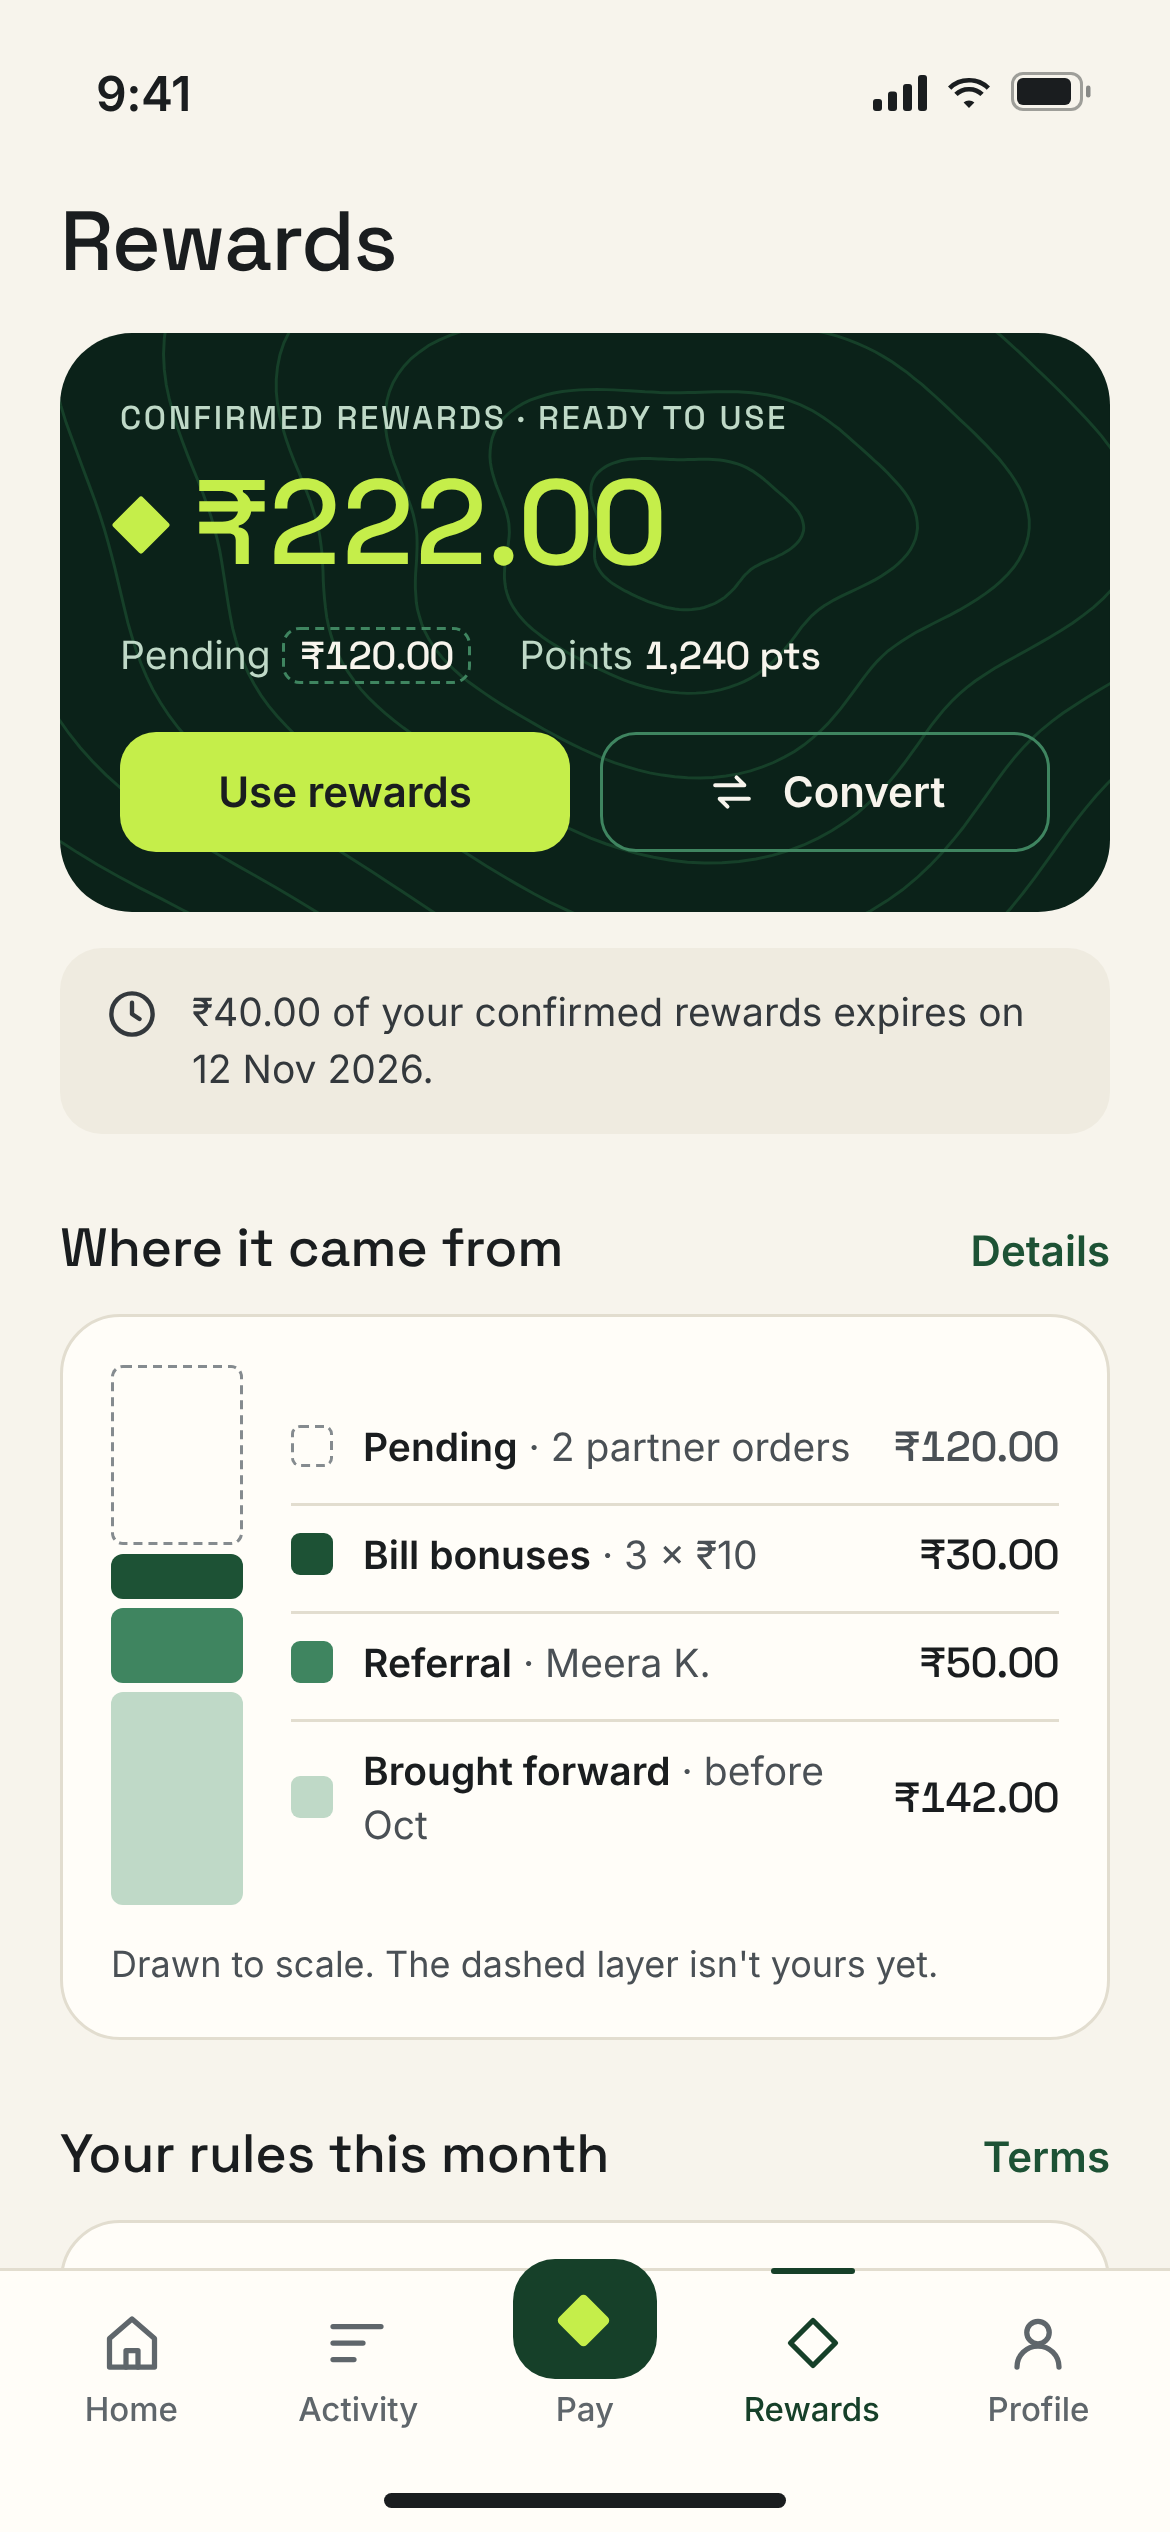 9:41
Rewards
CONFIRMED REWARDS · READY TO USE
₹222.00
Pending ₹120.00 Points 1,240 pts
Use rewards
Convert
₹40.00 of your confirmed rewards expires on
12 Nov 2026.
Where it came from
Details
Pending · 2 partner orders ₹120.00
Bill bonuses · 3 × ₹10 ₹30.00
Referral · Meera K. ₹50.00
Brought forward · before
Oct
₹142.00
Drawn to scale. The dashed layer isn't yours yet.
Your rules this month
Terms
Home
Activity
Pay
Rewards
Profile